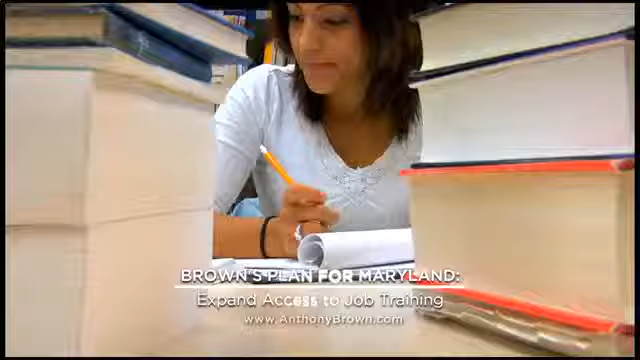 BROWN'S PLAN FOR MARYLAND:
Expand Access to Job Training
www.AnthonyBrown.com